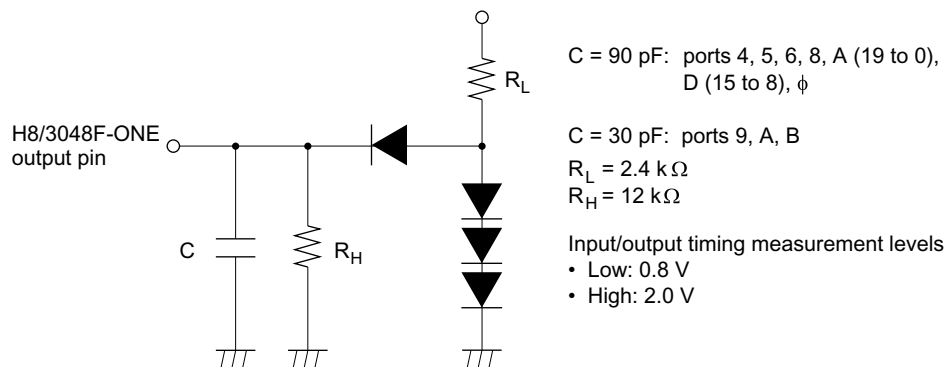 H8/3048F-ONE
output pin
C
R_H
R_L
C = 90 pF: ports 4, 5, 6, 8, A (19 to 0),
D (15 to 8), ϕ
C = 30 pF: ports 9, A, B
R_L = 2.4 k Ω
R_H = 12 kΩ
Input/output timing measurement levels
• Low: 0.8 V
• High: 2.0 V